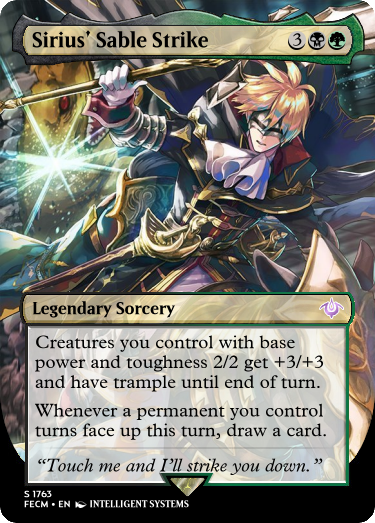 Sirius' Sable Strike 3
Legendary Sorcery
Creatures you control with base
power and toughness 2/2 get +3/+3
and have trample until end of turn.
Whenever a permanent you control
turns face up this turn, draw a card.
“Touch me and I’ll strike you down.”
S 1763
FECM • EN INTELLIGENT SYSTEMS